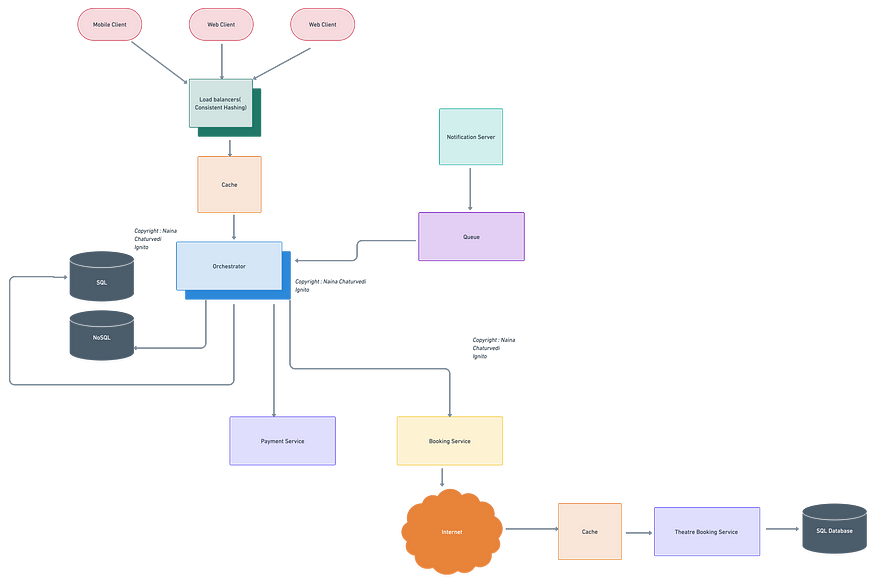 Mobile Client
Web Client
Web Client
Load balancers(
Consistent Hashing)
Notification Server
Cache
Queue
Copyright : Naina
Chaturvedi
Ignito
Orchestrator
Copyright : Naina Chaturvedi
Ignito
SQL
NoSQL
Copyright : Naina
Chaturvedi
Ignito
Payment Service
Booking Service
Internet
Cache
Theatre Booking Service
SQL Database